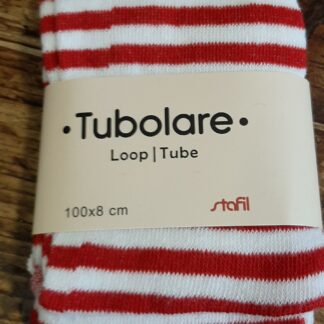 • Tubolare •
Loop | Tube
100x8 cm
stafil